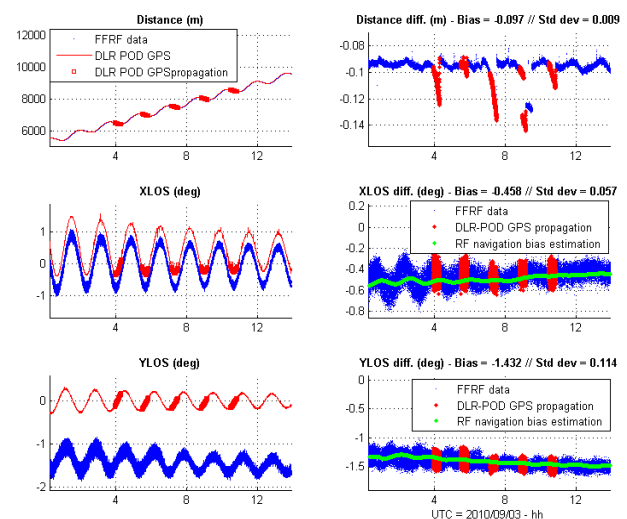 Distance (m)
12000
10000
8000
6000
FFRF data
DLR POD GPS
DLR POD GPSpropagation
4
8
12
Distance diff. (m) - Bias = -0.097 // Std dev = 0.009
-0.08
-0.1
-0.12
-0.14
4
8
12
XLOS (deg)
1
0
-1
4
8
12
XLOS diff. (deg) - Bias = -0.458 // Std dev = 0.057
0.2
0
-0.2
-0.4
-0.6
-0.8
FFRF data
DLR-POD GPS propagation
RF navigation bias estimation
4
8
12
YLOS (deg)
0
-1
-2
4
8
12
YLOS diff. (deg) - Bias = -1.432 // Std dev = 0.114
0
-0.5
-1
-1.5
FFRF data
DLR-POD GPS propagation
RF navigation bias estimation
4
8
12
UTC = 2010/09/03 - hh